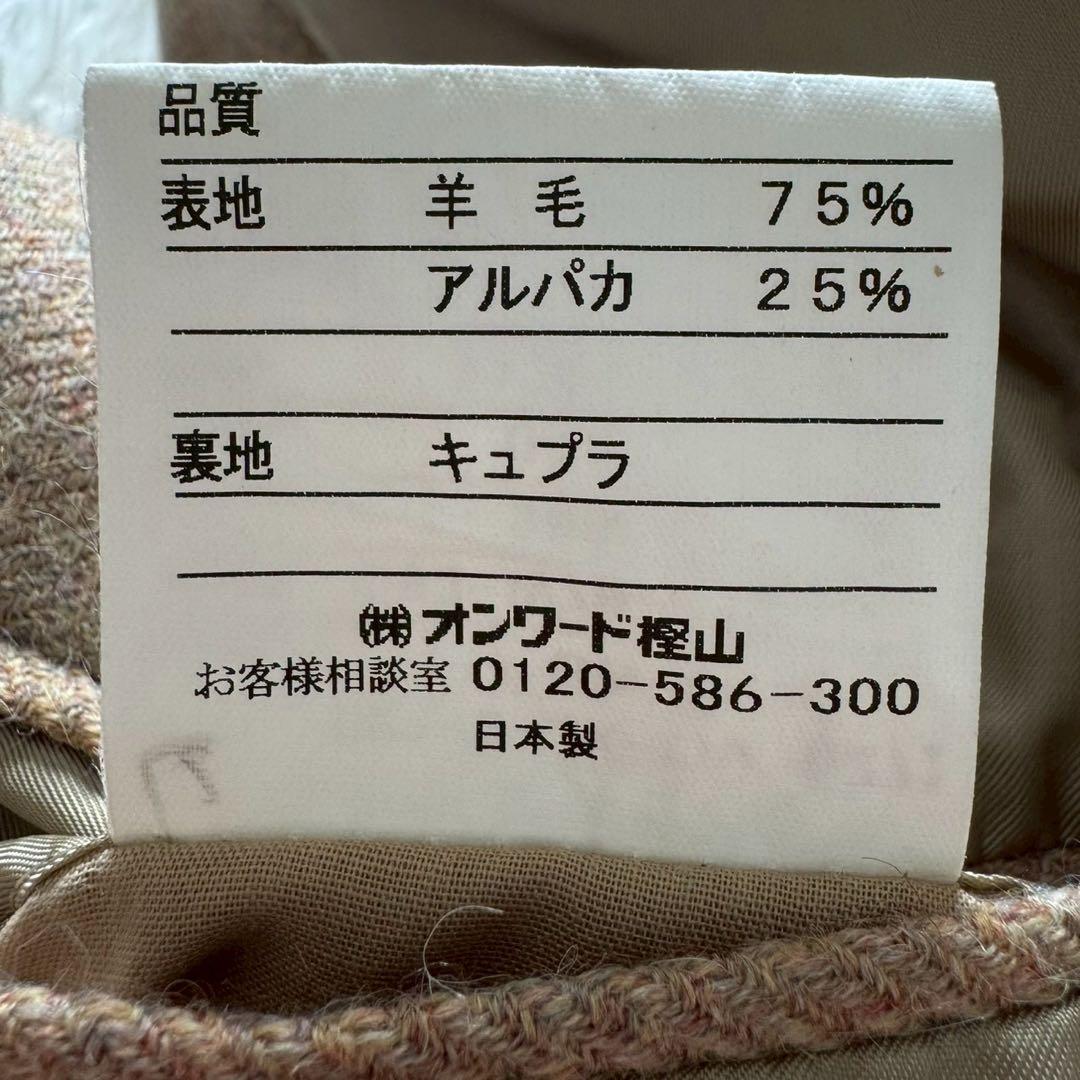 品質
表地 羊毛 75%
アルパカ 25%
裏地 キュプラ
㈱オンワード樫山
お客様相談室 0120-586-300
日本製